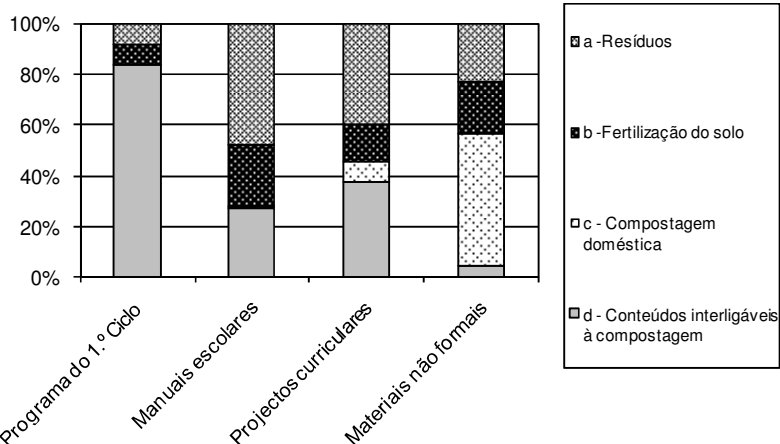 100%
80%
60%
40%
20%
0%
Programa do 1.º Ciclo
Manuais escolares
Projectos curriculares
Materiais não formais
a -Resíduos
b -Fertilização do solo
c - Compostagem
doméstica
d - Conteúdos interligáveis
à compostagem